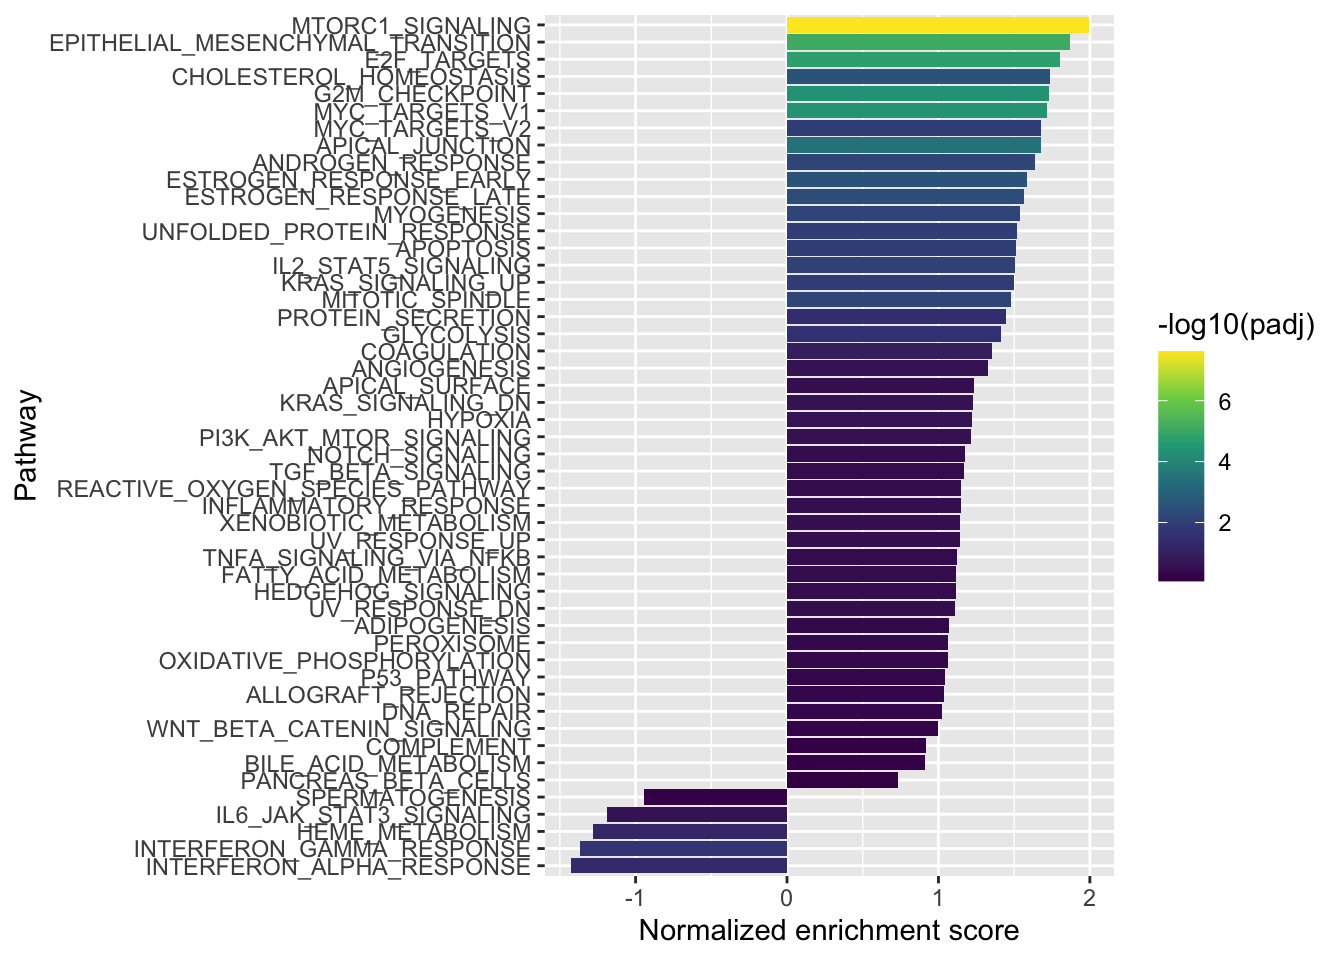 MTORC1_SIGNALING
EPITHELIAL_MESENCHYMAL_TRANSITION
E2F_TARGETS
CHOLESTEROL_HOMEOSTASIS
G2M_CHECKPOINT
MYC_TARGETS_V1
MYC_TARGETS_V2
APICAL_JUNCTION
ANDROGEN_RESPONSE
ESTROGEN_RESPONSE_EARLY
ESTROGEN_RESPONSE_LATE
MYOGENESIS
UNFOLDED_PROTEIN_RESPONSE
APOPTOSIS
IL2_STAT5_SIGNALING
KRAS_SIGNALING_UP
MITOTIC_SPINDLE
PROTEIN_SECRETION
GLYCOLYSIS
COAGULATION
ANGIOGENESIS
APICAL_SURFACE
KRAS_SIGNALING_DN
HYPOXIA
PI3K_AKT_MTOR_SIGNALING
NOTCH_SIGNALING
TGF_BETA_SIGNALING
REACTIVE_OXYGEN_SPECIES_PATHWAY
INFLAMMATORY_RESPONSE
XENOBIOTIC_METABOLISM
UV_RESPONSE_UP
TNFA_SIGNALING_VIA_NFKB
FATTY_ACID_METABOLISM
HEDGEHOG_SIGNALING
UV_RESPONSE_DN
ADIPOGENESIS
PEROXISOME
OXIDATIVE_PHOSPHORYLATION
P53_PATHWAY
ALLOGRAFT_REJECTION
DNA_REPAIR
WNT_BETA_CATENIN_SIGNALING
COMPLEMENT
BILE_ACID_METABOLISM
PANCREAS_BETA_CELLS
SPERMATOGENESIS
IL6_JAK_STAT3_SIGNALING
HEME_METABOLISM
INTERFERON_GAMMA_RESPONSE
INTERFERON_ALPHA_RESPONSE
Pathway
-1 0 1 2
Normalized enrichment score
-log10(padj)
6
4
2